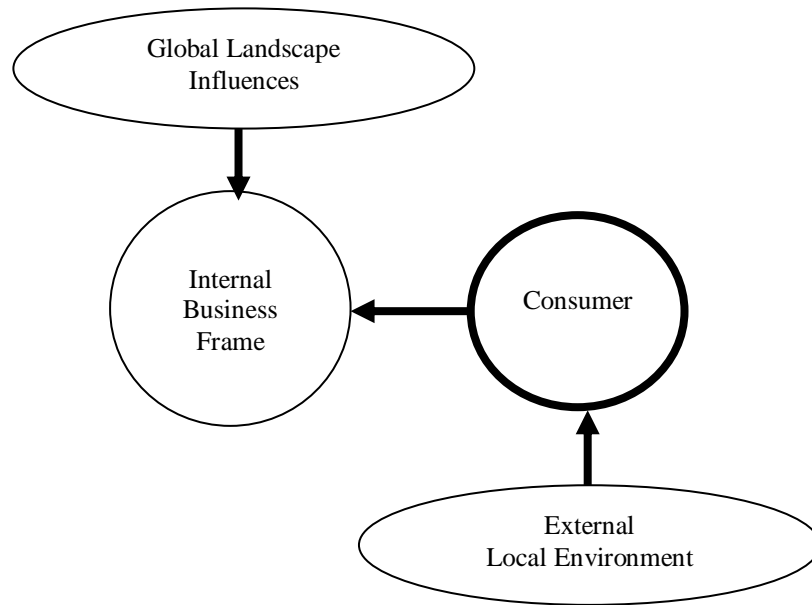 Global Landscape
Influences
Internal
Business
Frame
Consumer
External
Local Environment